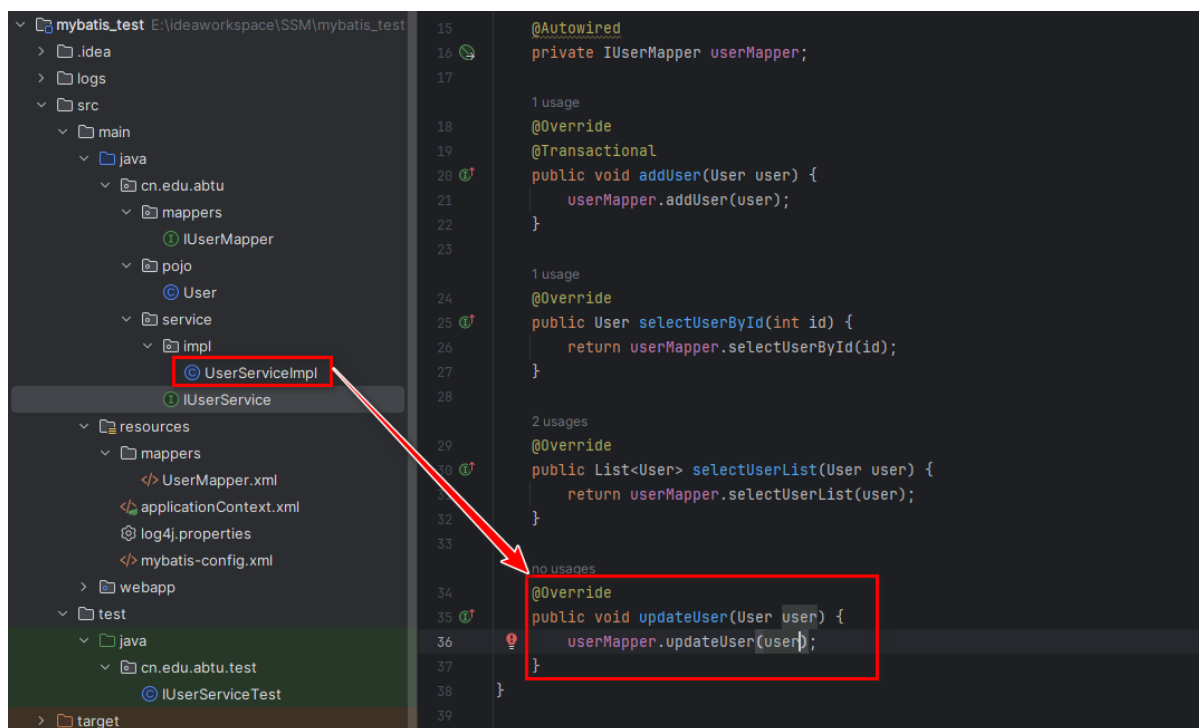 mybatis_test E:\ideaworkspace\SSM\mybatis_test
.idea
logs
src
main
java
cn.edu.abtu
mappers
IUserMapper
pojo
User
service
impl
UserServiceImpl
IUserService
resources
mappers
UserMapper.xml
applicationContext.xml
log4j.properties
mybatis-config.xml
webapp
test
java
cn.edu.abtu.test
IUserServiceTest
target
15 @Autowired
16 private IUserMapper userMapper;
17
1 usage
18 @Override
19 @Transactional
20 public void addUser(User user) {
21 userMapper.addUser(user);
22 }
23
1 usage
24 @Override
25 public User selectUserById(int id) {
26 return userMapper.selectUserById(id);
27 }
28
2 usages
29 @Override
30 public List<User> selectUserList(User user) {
return userMapper.selectUserList(user);
32 }
33
no usages
34 @Override
35 public void updateUser(User user) {
36 userMapper.updateUser(user);
37 }
38 }
39